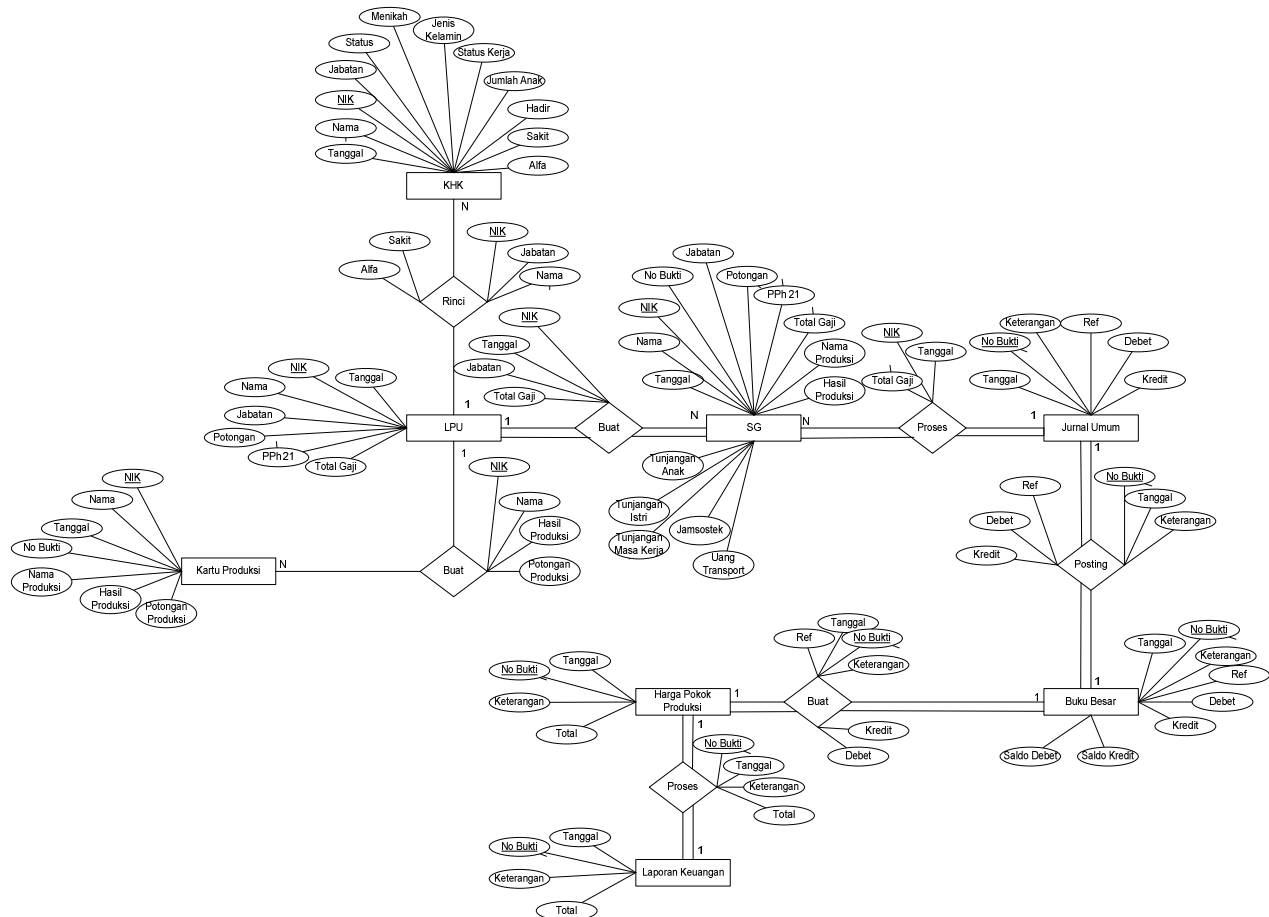 Menikah
Jenis
Kelamin
Status
Status Kerja
Jabatan
Jumlah Anak
NIK
Hadir
Nama
Sakit
Tanggal
Alfa
KHK
N
Sakit
NIK
Alfa
Jabatan
Nama
Rinci
1
NIK
Tanggal
Nama
Jabatan
Potongan
PPh 21
Total Gaji
LPU
1
1
NIK
Tanggal
Jabatan
Total Gaji
Buat
N
Jabatan
No Bukti
Potongan
NIK
PPh 21
Nama
Total Gaji
Tanggal
Nama
Produksi
Hasil
Produksi
SG
N
Tunjangan
Anak
Tunjangan
Istri
Tunjangan
Masa Kerja
Jamsostek
Uang
Transport
NIK
Tanggal
Total Gaji
Proses
1
Keterangan
Ref
No Bukti
Debet
Tanggal
Kredit
Jurnal Umum
1
NIK
Nama
Tanggal
No Bukti
Nama
Produksi
Hasil
Produksi
Potongan
Produksi
Kartu Produksi
N
NIK
Nama
Hasil
Produksi
Potongan
Produksi
Buat
Ref
No Bukti
Debet
Tanggal
Kredit
Keterangan
Posting
1
Tanggal
No Bukti
Keterangan
Ref
Debet
Kredit
Saldo Debet
Saldo Kredit
Buku Besar
1
Tanggal
Ref
No Bukti
Keterangan
Buat
Kredit
Debet
1
Tanggal
No Bukti
Keterangan
Total
Harga Pokok
Produksi
1
No Bukti
Tanggal
Keterangan
Total
Proses
1
Tanggal
No Bukti
Keterangan
Total
Laporan Keuangan